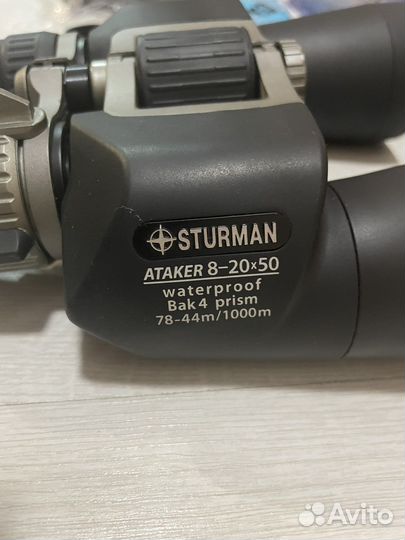 STURMAN
ATAKER 8-20x50
waterproof
Bak4 prism
78-44m/1000m
Avito